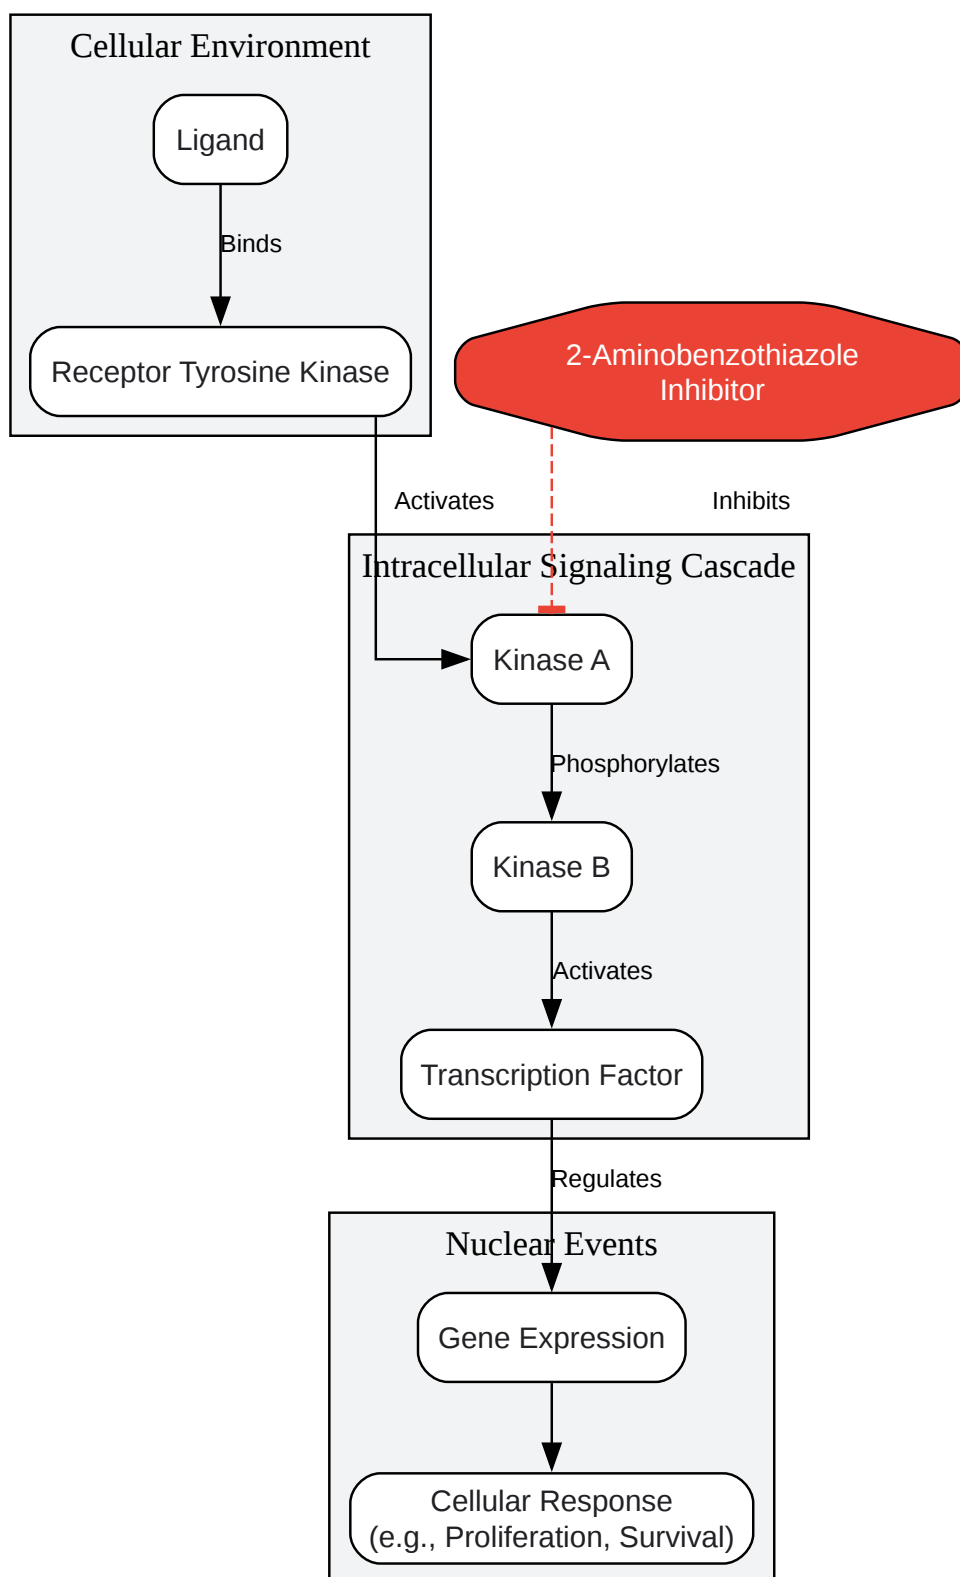 Cellular Environment
Ligand
Binds
Receptor Tyrosine Kinase
2-Aminobenzothiazole
Inhibitor
Activates
Inhibits
Intracellular Signaling Cascade
Kinase A
Phosphorylates
Kinase B
Activates
Transcription Factor
Regulates
Nuclear Events
Gene Expression
Cellular Response
(e.g., Proliferation, Survival)